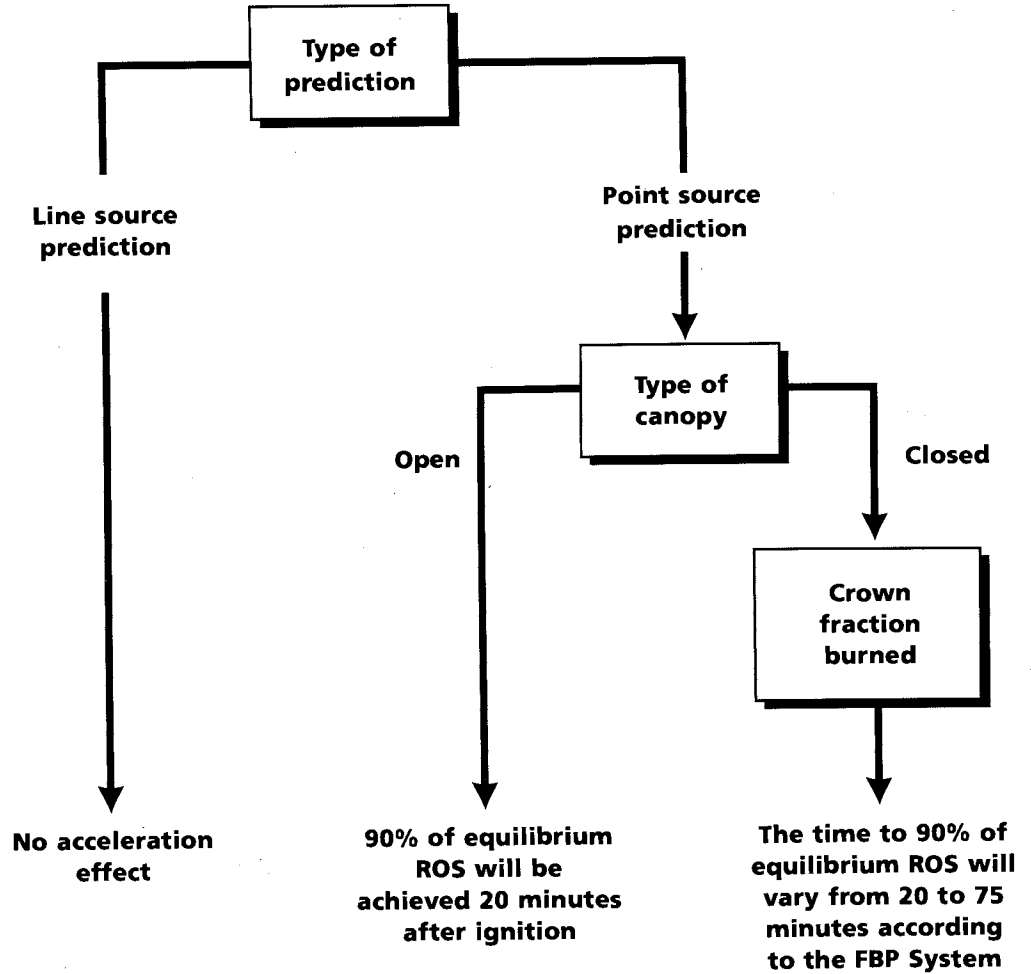 Type of
prediction
Line source
prediction
Point source
prediction
Type of
canopy
Open
Closed
Crown
fraction
burned
No acceleration
effect
90% of equilibrium
ROS will be
achieved 20 minutes
after ignition
The time to 90% of
equilibrium ROS will
vary from 20 to 75
minutes according
to the FBP System